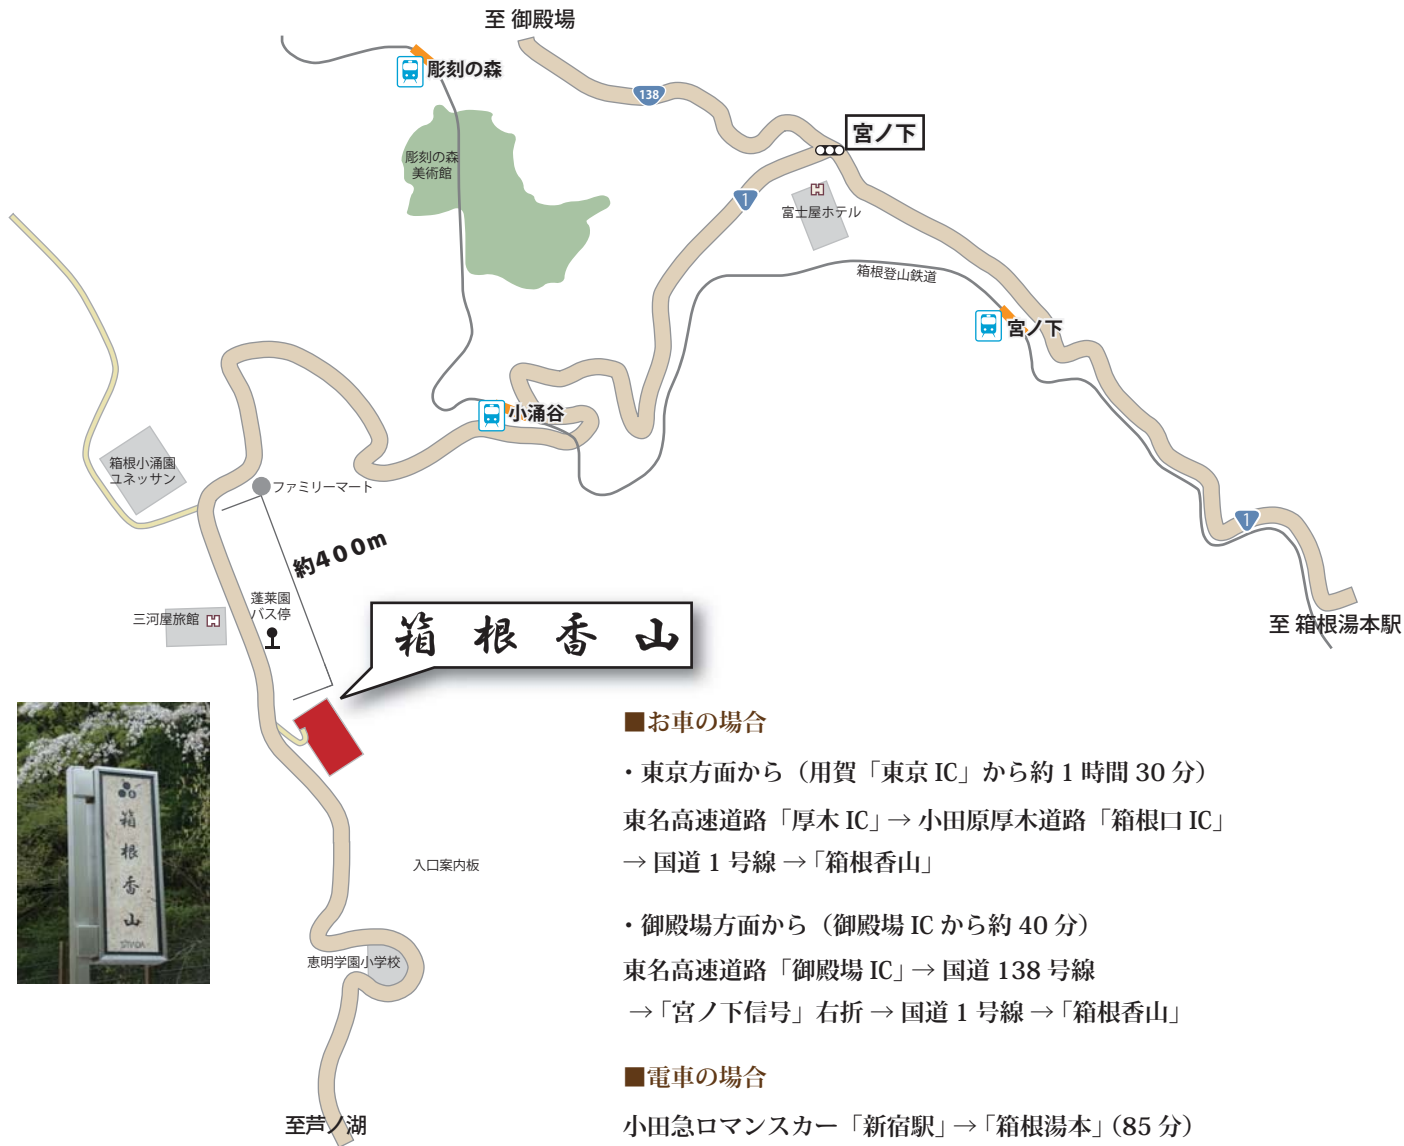 至 御殿場
彫刻の森
138
宮ノ下
彫刻の森
美術館
1
富士屋ホテル
箱根登山鉄道
宮ノ下
小涌谷
箱根小涌園
ユネッサン
ファミリーマート
1
約400m
蓬莱園
バス停
三河屋旅館
箱根香山
至 箱根湯本駅
箱根香山
入口案内板
恵明学園小学校
至芦ノ湖
■お車の場合
・東京方面から（用賀「東京 IC」から約 1 時間 30 分）
東名高速道路「厚木 IC」→ 小田原厚木道路「箱根口 IC」
→ 国道 1 号線 →「箱根香山」
・御殿場方面から（御殿場 IC から約 40 分）
東名高速道路「御殿場 IC」→ 国道 138 号線
→「宮ノ下信号」右折 → 国道 1 号線 →「箱根香山」
■電車の場合
小田急ロマンスカー「新宿駅」→「箱根湯本」（85 分）